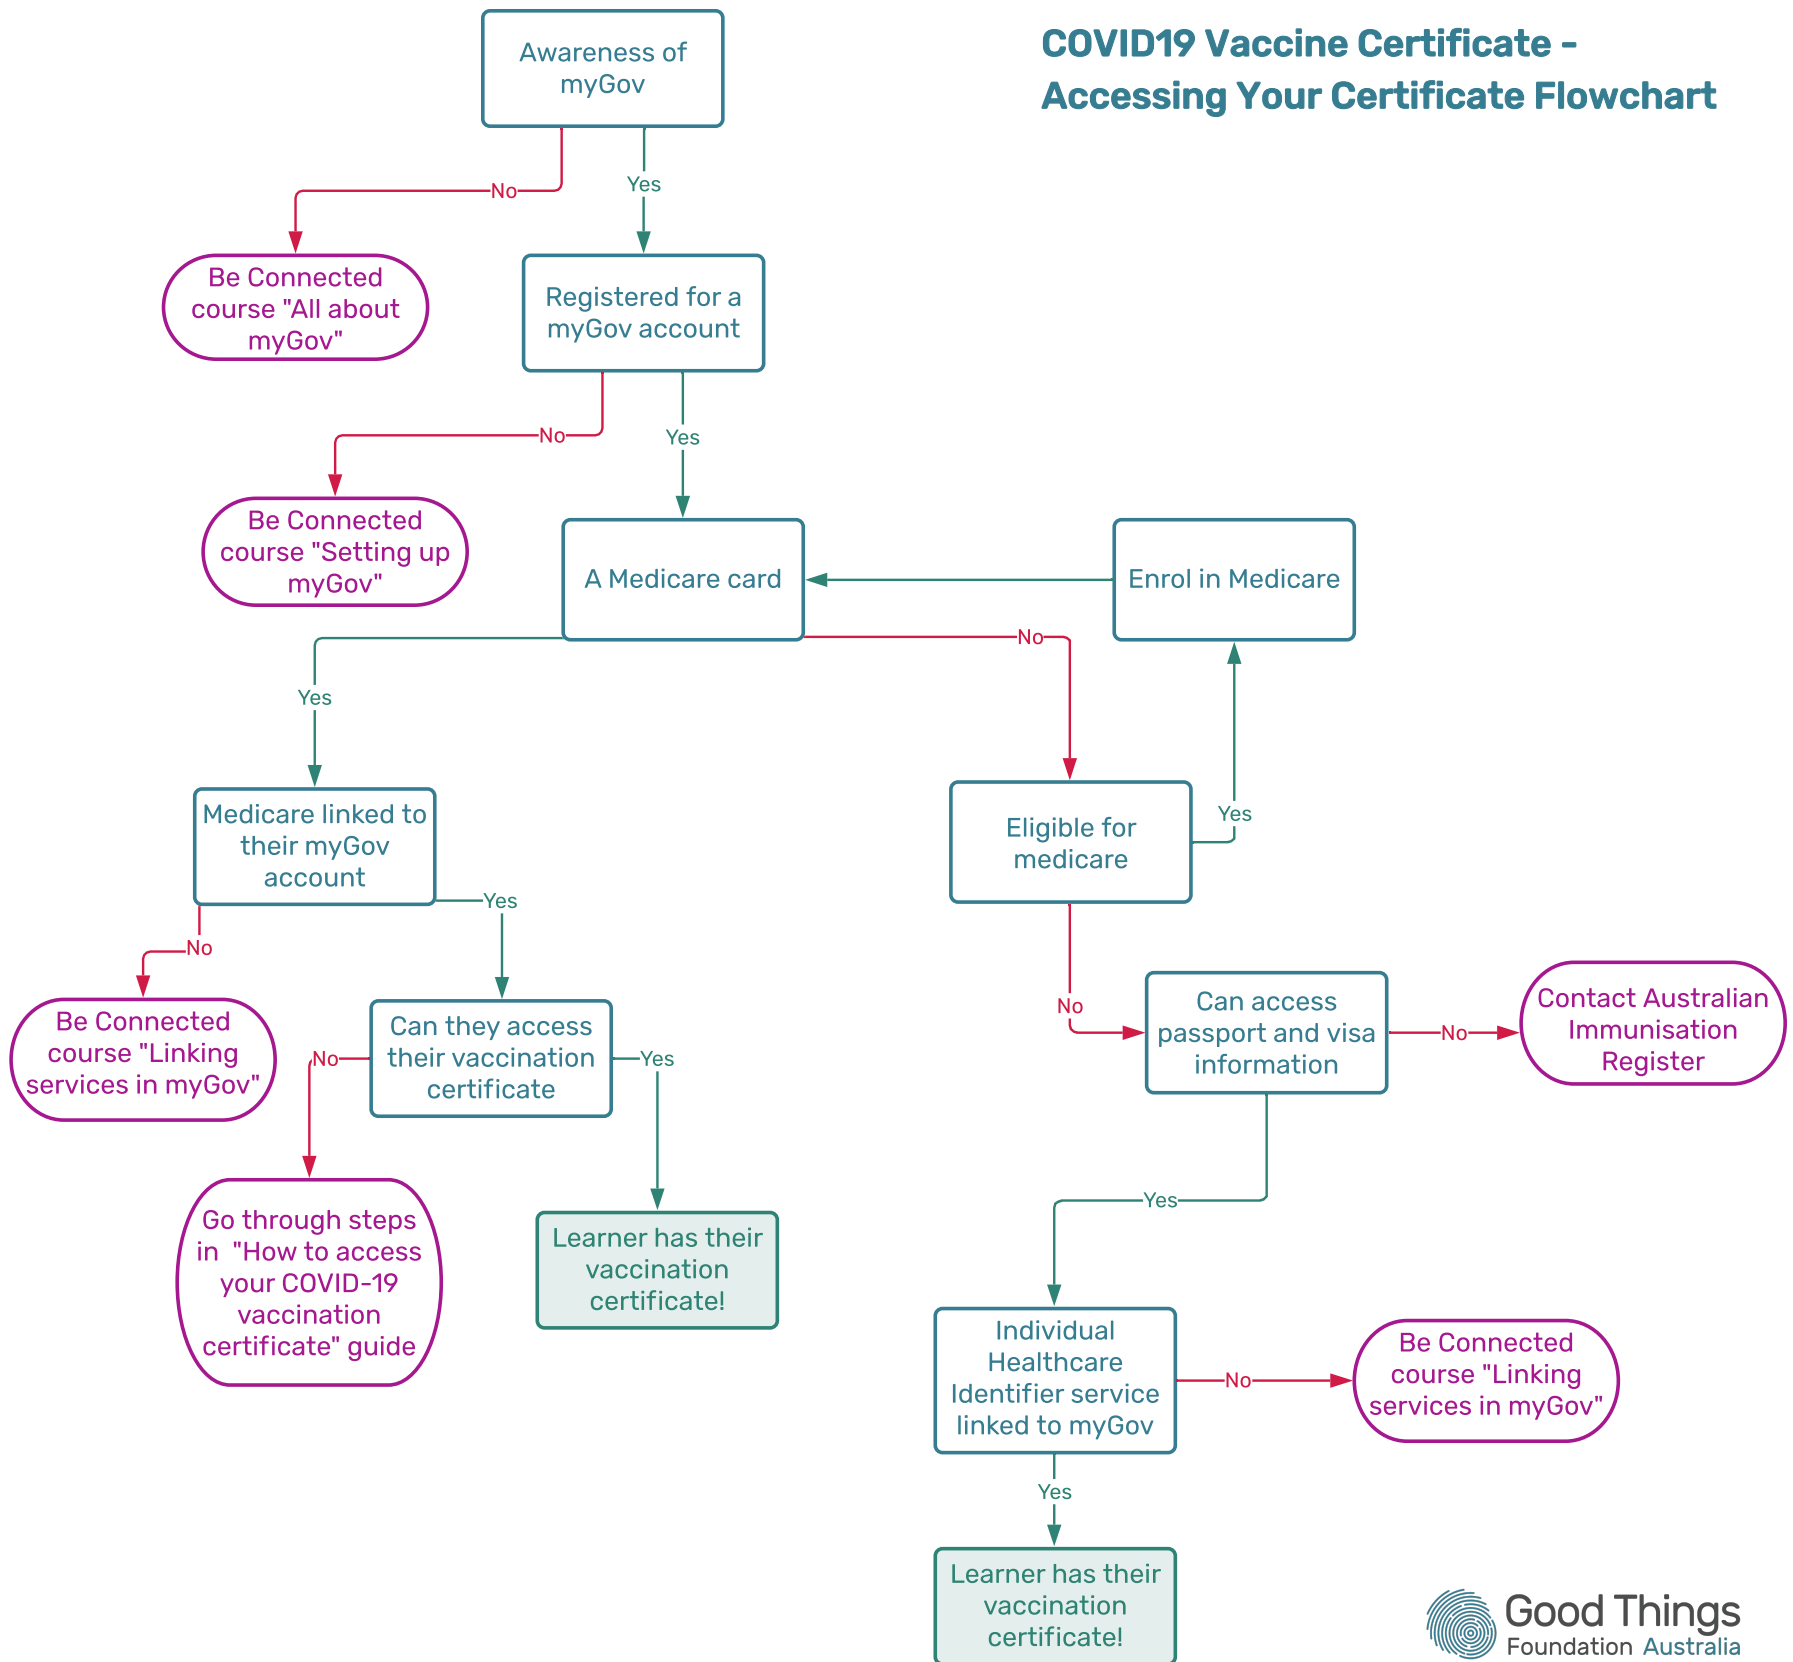 COVID19 Vaccine Certificate -
Accessing Your Certificate Flowchart
Awareness of
myGov
No
Yes
Be Connected
course "All about
myGov"
Registered for a
myGov account
No
Yes
Be Connected
course "Setting up
myGov"
A Medicare card
Enrol in Medicare
No
Yes
Medicare linked to
their myGov
account
Eligible for
medicare
Yes
Yes
No
No
Be Connected
course "Linking
services in myGov"
Can they access
their vaccination
certificate
Can access
passport and visa
information
No
Contact Australian
Immunisation
Register
No
Yes
Go through steps
in "How to access
your COVID-19
vaccination
certificate" guide
Learner has their
vaccination
certificate!
Yes
Individual
Healthcare
Identifier service
linked to myGov
No
Be Connected
course "Linking
services in myGov"
Yes
Learner has their
vaccination
certificate!
Good Things
Foundation Australia